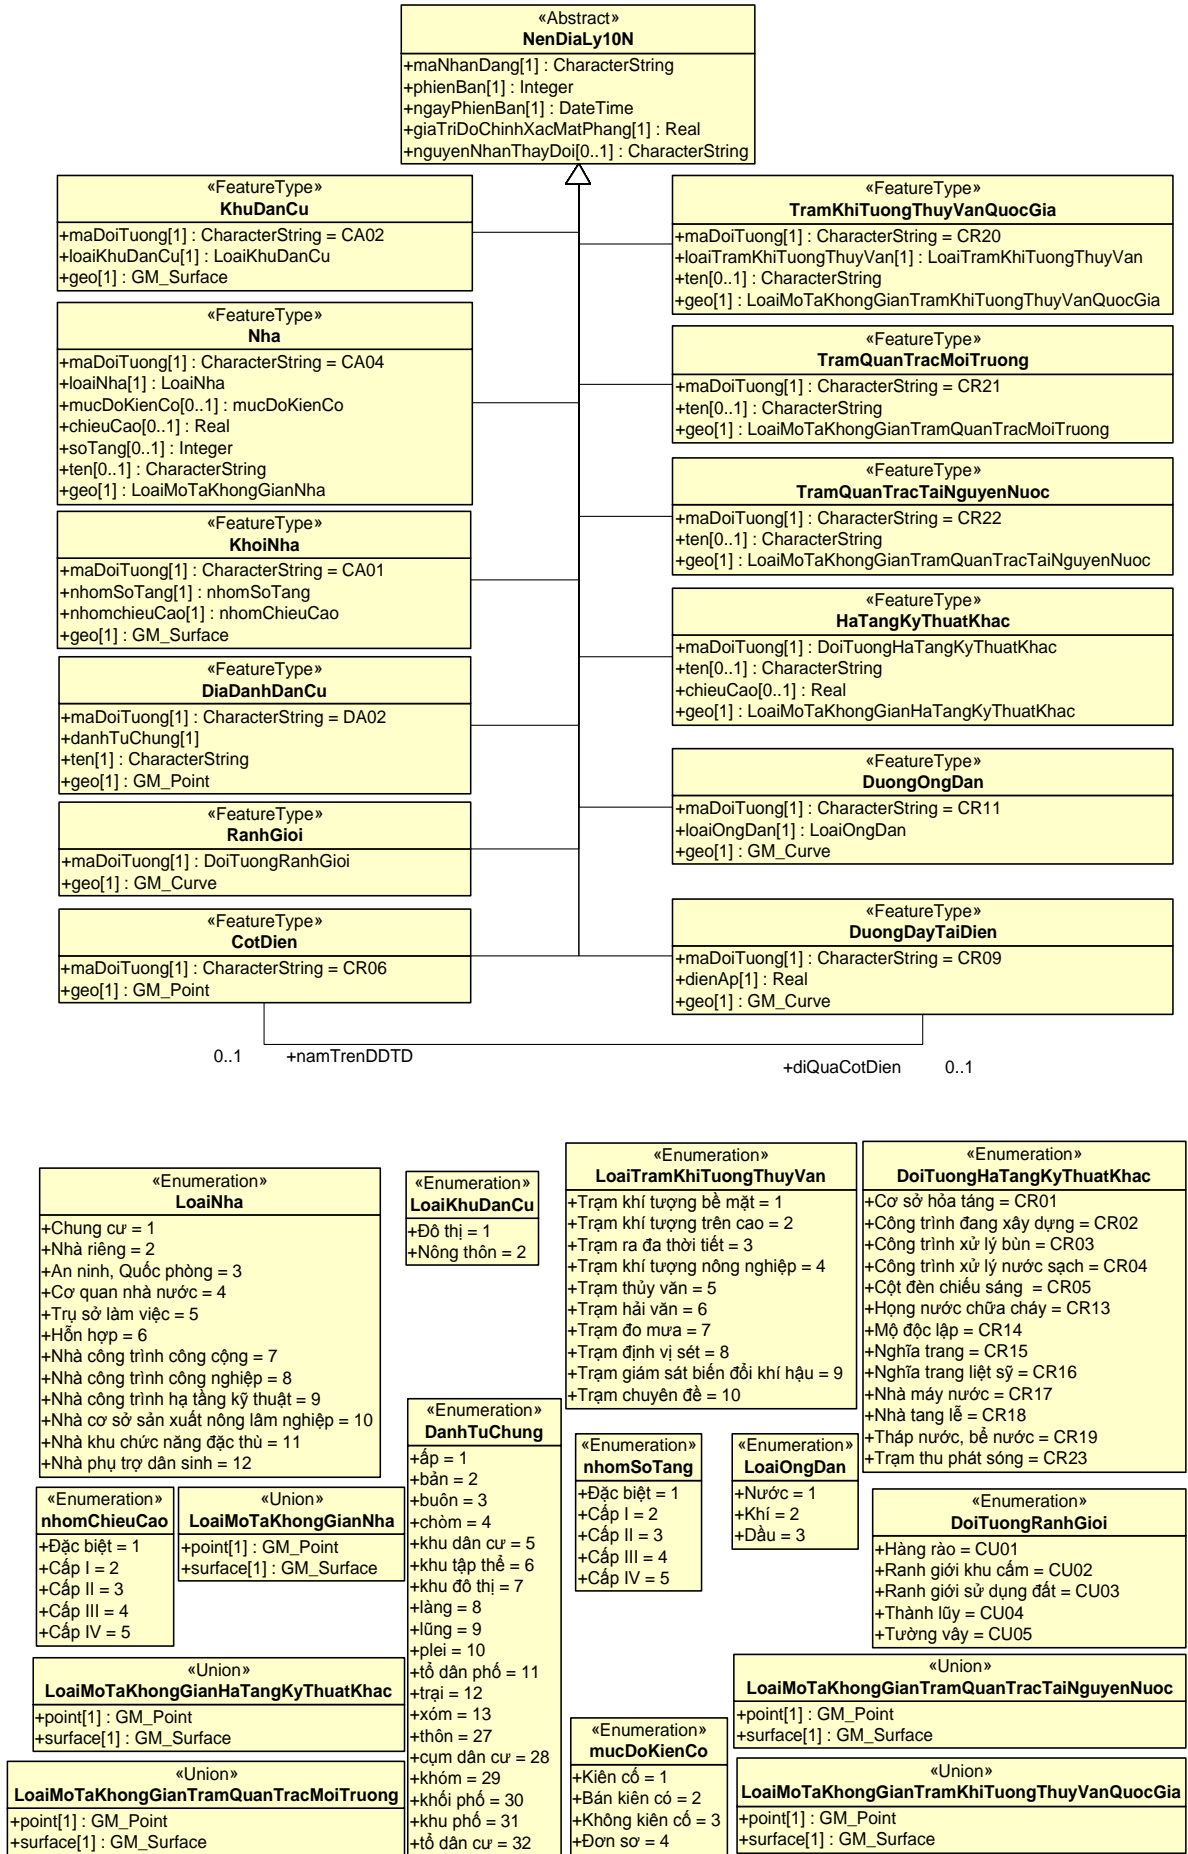 «Abstract»
NenDiaLy10N
+maNhanDang[1] : CharacterString
+phienBan[1] : Integer
+ngayPhienBan[1] : DateTime
+giaTriDoChinhXacMatPhang[1] : Real
+nguyenNhanThayDoi[0..1] : CharacterString
«FeatureType»
KhuDanCu
+maDoiTuong[1] : CharacterString = CA02
+loaiKhuDanCu[1] : LoaiKhuDanCu
+geo[1] : GM_Surface
«FeatureType»
Nha
+maDoiTuong[1] : CharacterString = CA04
+loaiNha[1] : LoaiNha
+mucDoKienCo[0..1] : mucDoKienCo
+chieuCao[0..1] : Real
+soTang[0..1] : Integer
+ten[0..1] : CharacterString
+geo[1] : LoaiMoTaKhongGianNha
«FeatureType»
KhoiNha
+maDoiTuong[1] : CharacterString = CA01
+nhomSoTang[1] : nhomSoTang
+nhomchieuCao[1] : nhomChieuCao
+geo[1] : GM_Surface
«FeatureType»
DiaDanhDanCu
+maDoiTuong[1] : CharacterString = DA02
+danhTuChung[1]
+ten[1] : CharacterString
+geo[1] : GM_Point
«FeatureType»
RanhGioi
+maDoiTuong[1] : DoiTuongRanhGioi
+geo[1] : GM_Curve
«FeatureType»
CotDien
+maDoiTuong[1] : CharacterString = CR06
+geo[1] : GM_Point
«FeatureType»
TramKhiTuongThuyVanQuocGia
+maDoiTuong[1] : CharacterString = CR20
+loaiTramKhiTuongThuyVan[1] : LoaiTramKhiTuongThuyVan
+ten[0..1] : CharacterString
+geo[1] : LoaiMoTaKhongGianTramKhiTuongThuyVanQuocGia
«FeatureType»
TramQuanTracMoiTruong
+maDoiTuong[1] : CharacterString = CR21
+ten[0..1] : CharacterString
+geo[1] : LoaiMoTaKhongGianTramQuanTracMoiTruong
«FeatureType»
TramQuanTracTaiNguyenNuoc
+maDoiTuong[1] : CharacterString = CR22
+ten[0..1] : CharacterString
+geo[1] : LoaiMoTaKhongGianTramQuanTracTaiNguyenNuoc
«FeatureType»
HaTangKyThuatKhac
+maDoiTuong[1] : DoiTuongHaTangKyThuatKhac
+ten[0..1] : CharacterString
+chieuCao[0..1] : Real
+geo[1] : LoaiMoTaKhongGianHaTangKyThuatKhac
«FeatureType»
DuongOngDan
+maDoiTuong[1] : CharacterString = CR11
+loaiOngDan[1] : LoaiOngDan
+geo[1] : GM_Curve
«FeatureType»
DuongDayTaiDien
+maDoiTuong[1] : CharacterString = CR09
+dienAp[1] : Real
+geo[1] : GM_Curve
0..1 +namTrenDDTD
+diQuaCotDien 0..1
«Enumeration»
LoaiNha
+Chung cư = 1
+Nhà riêng = 2
+An ninh, Quốc phòng = 3
+Cơ quan nhà nước = 4
+Trụ sở làm việc = 5
+Hỗn hợp = 6
+Nhà công trình công cộng = 7
+Nhà công trình công nghiệp = 8
+Nhà công trình hạ tầng kỹ thuật = 9
+Nhà cơ sở sản xuất nông lâm nghiệp = 10
+Nhà khu chức năng đặc thù = 11
+Nhà phụ trợ dân sinh = 12
«Enumeration»
LoaiKhuDanCu
+Đô thị = 1
+Nông thôn = 2
«Enumeration»
LoaiTramKhiTuongThuyVan
+Trạm khí tượng bề mặt = 1
+Trạm khí tượng trên cao = 2
+Trạm ra đa thời tiết = 3
+Trạm khí tượng nông nghiệp = 4
+Trạm thủy văn = 5
+Trạm hải văn = 6
+Trạm đo mưa = 7
+Trạm định vị sét = 8
+Trạm giám sát biến đổi khí hậu = 9
+Trạm chuyên đề = 10
«Enumeration»
DoiTuongHaTangKyThuatKhac
+Cơ sở hỏa táng = CR01
+Công trình đang xây dựng = CR02
+Công trình xử lý bùn = CR03
+Công trình xử lý nước sạch = CR04
+Cột đèn chiếu sáng = CR05
+Họng nước chữa cháy = CR13
+Mộ độc lập = CR14
+Nghĩa trang = CR15
+Nghĩa trang liệt sỹ = CR16
+Nhà máy nước = CR17
+Nhà tang lễ = CR18
+Tháp nước, bể nước = CR19
+Trạm thu phát sóng = CR23
«Enumeration»
nhomChieuCao
+Đặc biệt = 1
+Cấp I = 2
+Cấp II = 3
+Cấp III = 4
+Cấp IV = 5
«Union»
LoaiMoTaKhongGianNha
+point[1] : GM_Point
+surface[1] : GM_Surface
«Enumeration»
DanhTuChung
+ấp = 1
+bản = 2
+buôn = 3
+chòm = 4
+khu dân cư = 5
+khu tập thể = 6
+khu đô thị = 7
+làng = 8
+lũng = 9
+plei = 10
+tổ dân phố = 11
+trại = 12
+xóm = 13
+thôn = 27
+cụm dân cư = 28
+khóm = 29
+khối phố = 30
+khu phố = 31
+tổ dân cư = 32
«Enumeration»
nhomSoTang
+Đặc biệt = 1
+Cấp I = 2
+Cấp II = 3
+Cấp III = 4
+Cấp IV = 5
«Enumeration»
LoaiOngDan
+Nước = 1
+Khí = 2
+Dầu = 3
«Enumeration»
DoiTuongRanhGioi
+Hàng rào = CU01
+Ranh giới khu cấm = CU02
+Ranh giới sử dụng đất = CU03
+Thành lũy = CU04
+Tường vây = CU05
«Union»
LoaiMoTaKhongGianHaTangKyThuatKhac
+point[1] : GM_Point
+surface[1] : GM_Surface
«Union»
LoaiMoTaKhongGianTramQuanTracMoiTruong
+point[1] : GM_Point
+surface[1] : GM_Surface
«Enumeration»
mucDoKienCo
+Kiên cố = 1
+Bán kiên có = 2
+Không kiên cố = 3
+Đơn sơ = 4
«Union»
LoaiMoTaKhongGianTramQuanTracTaiNguyenNuoc
+point[1] : GM_Point
+surface[1] : GM_Surface
«Union»
LoaiMoTaKhongGianTramKhiTuongThuyVanQuocGia
+point[1] : GM_Point
+surface[1] : GM_Surface